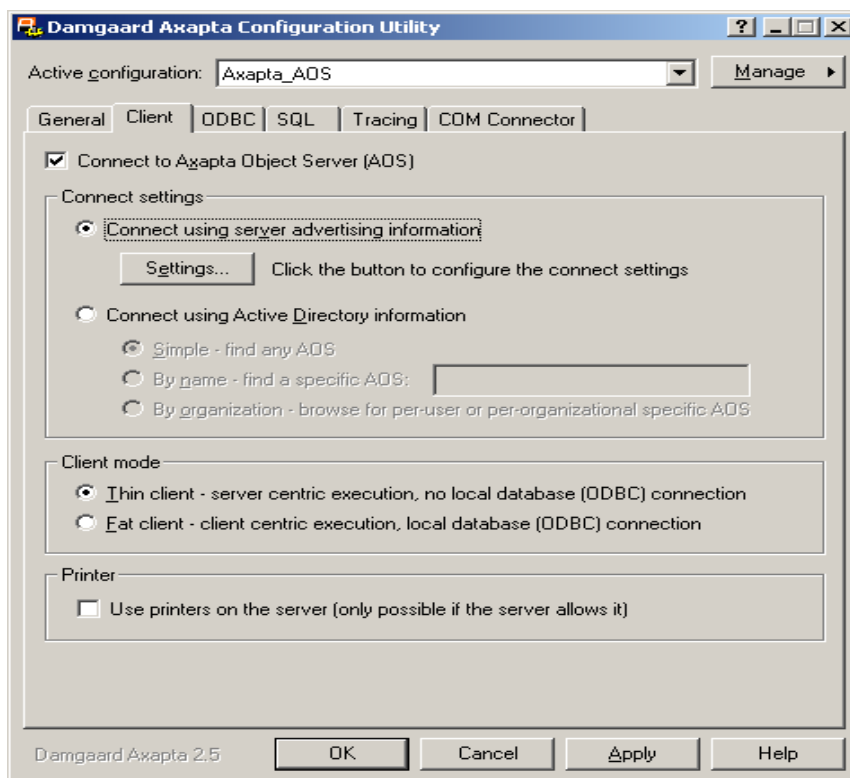 Damgaard Axapta Configuration Utility
Active configuration: Axapta_AOS Manage
General Client ODBC SQL Tracing COM Connector
Connect to Axapta Object Server (AOS)
Connect settings
Connect using server advertising information
Settings... Click the button to configure the connect settings
Connect using Active Directory information
Simple - find any AOS
By name - find a specific AOS:
By organization - browse for per-user or per-organizational specific AOS
Client mode
Thin client - server centric execution, no local database (ODBC) connection
Fat client - client centric execution, local database (ODBC) connection
Printer
Use printers on the server (only possible if the server allows it)
Damgaard Axapta 2.5 OK Cancel Apply Help